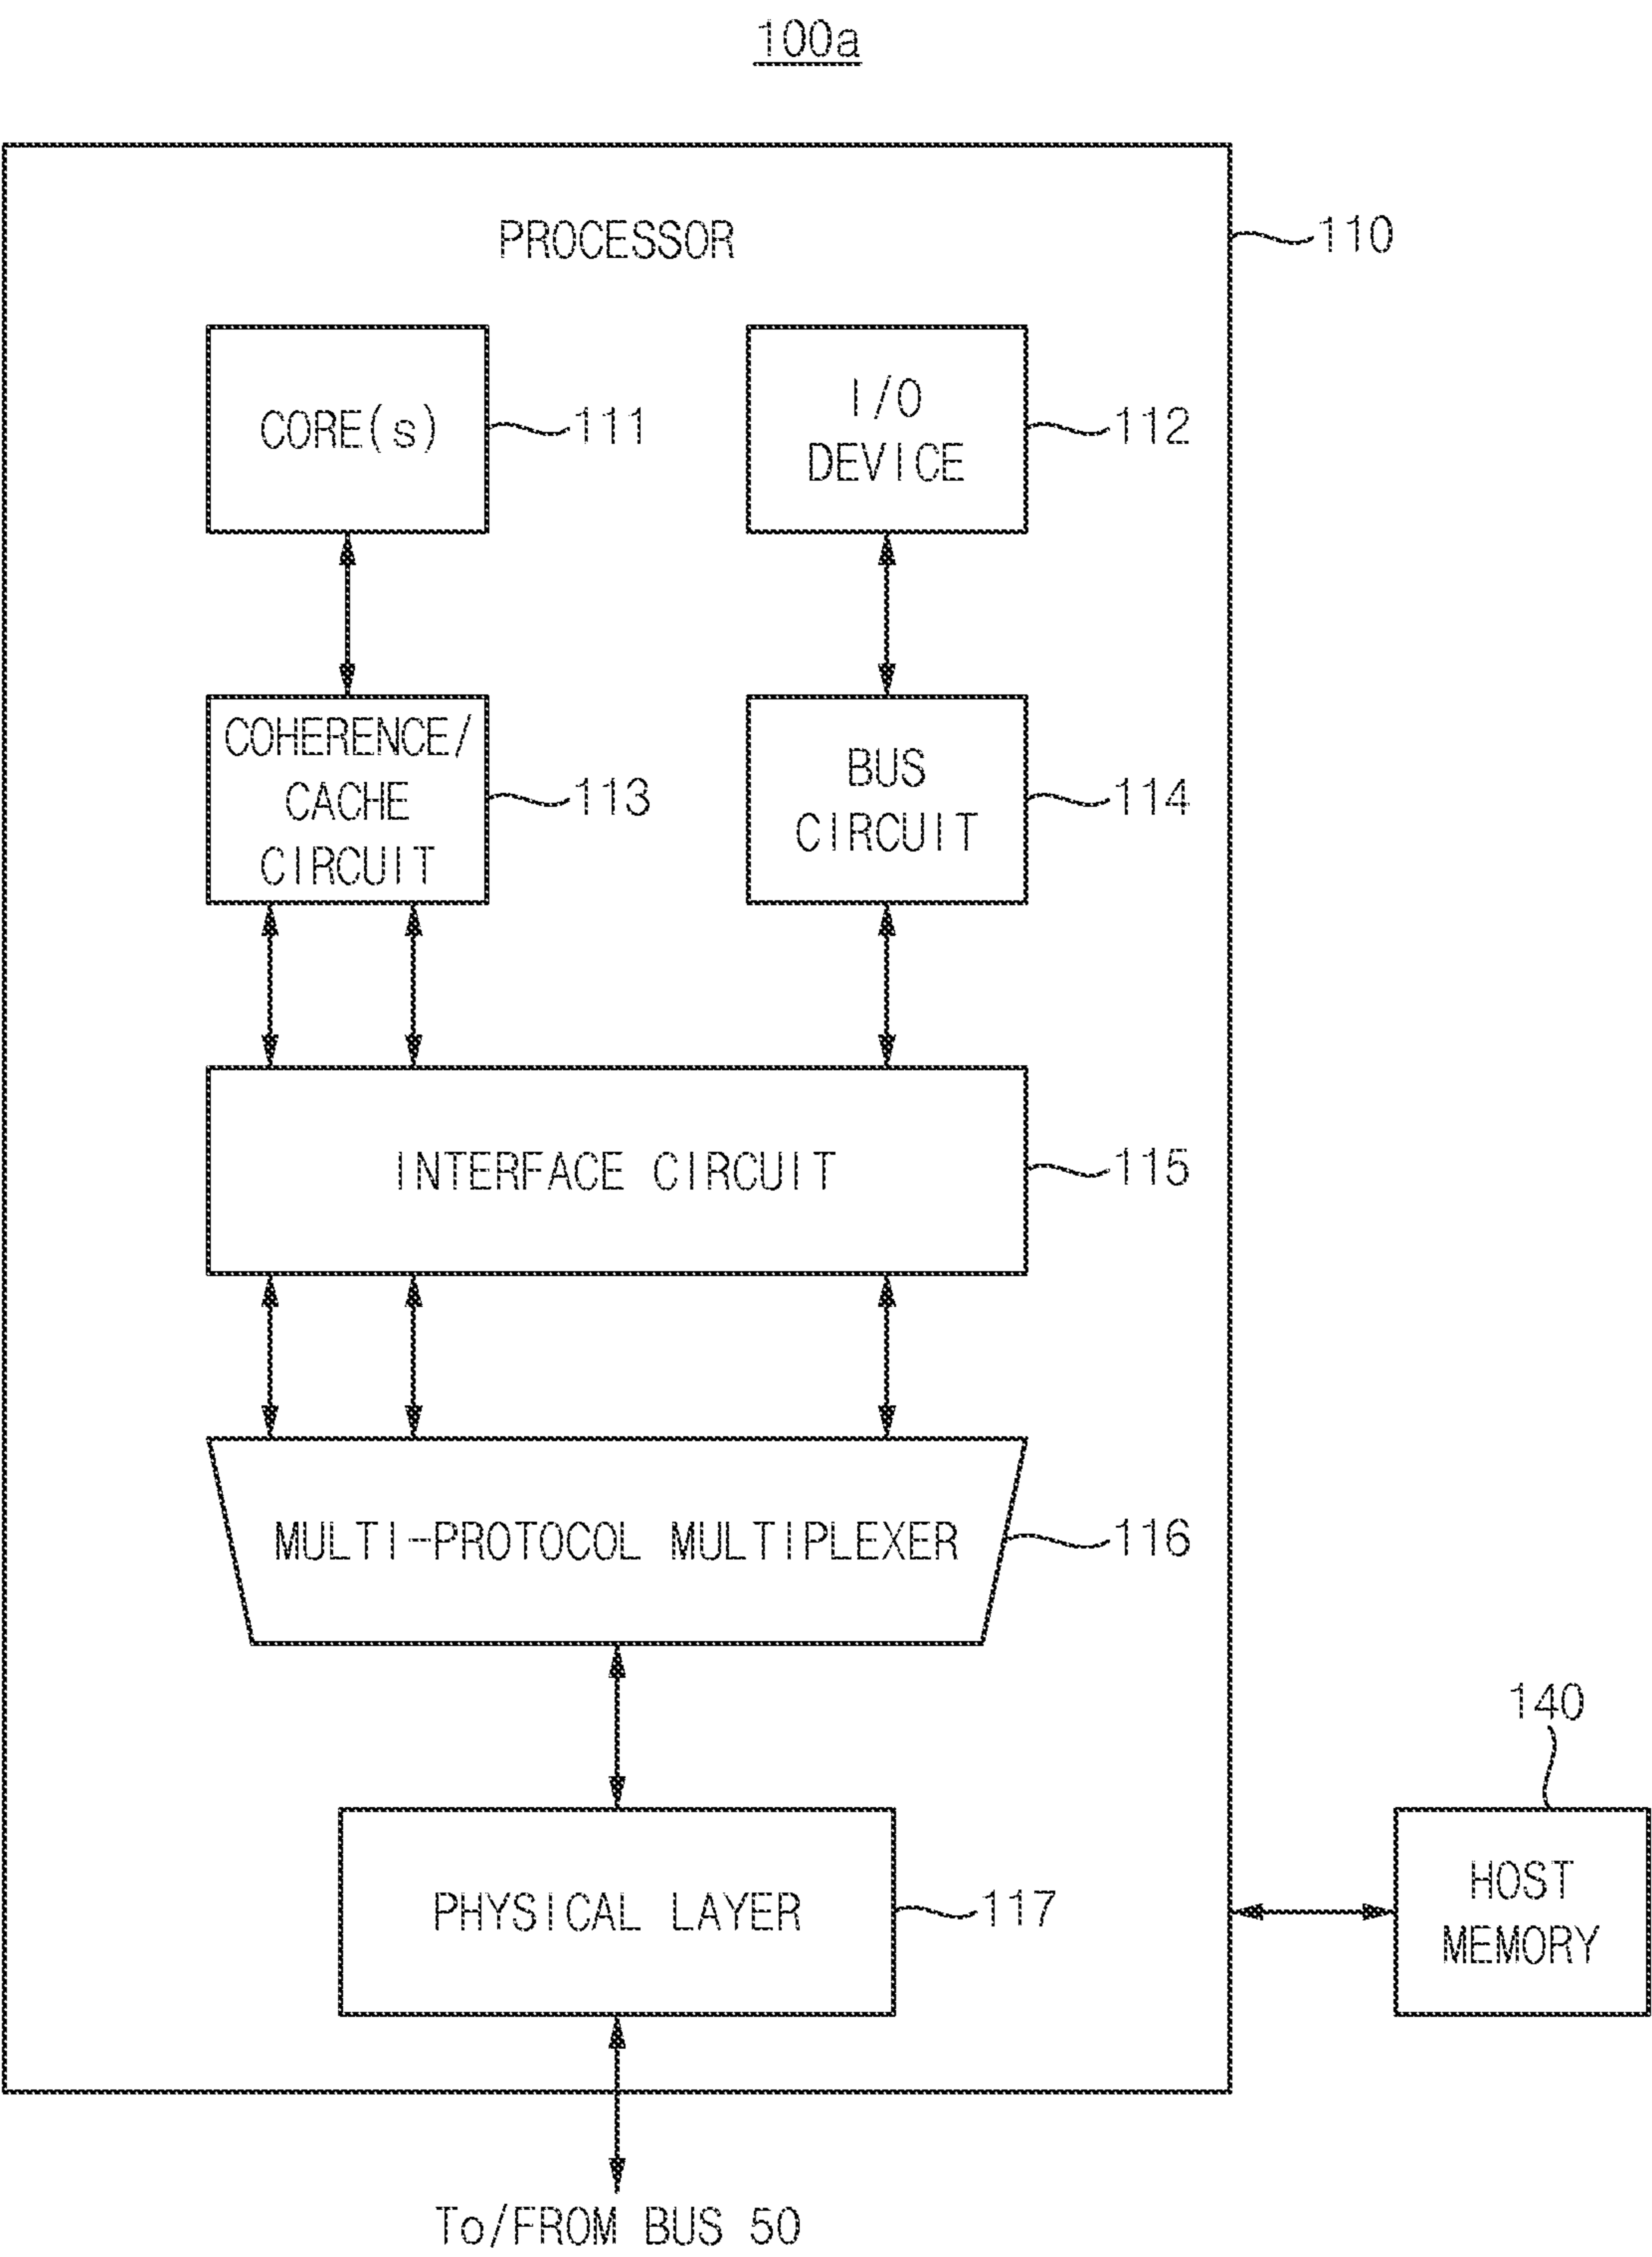 100a
PROCESSOR
110
CORE(s)
111
I/O
DEVICE
112
COHERENCE/
CACHE
CIRCUIT
113
BUS
CIRCUIT
114
INTERFACE CIRCUIT
115
MULTI-PROTOCOL MULTIPLEXER
116
PHYSICAL LAYER
117
140
HOST
MEMORY
To/FROM BUS 50